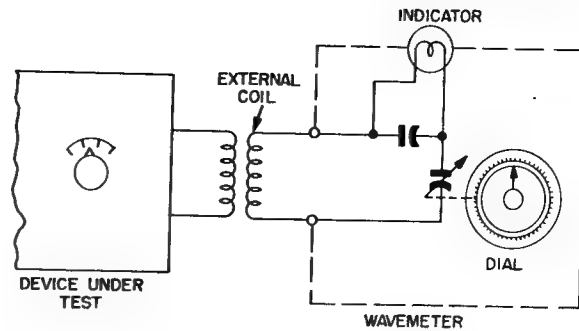 INDICATOR
EXTERNAL
COIL
DEVICE UNDER
TEST
DIAL
WAVEMETER